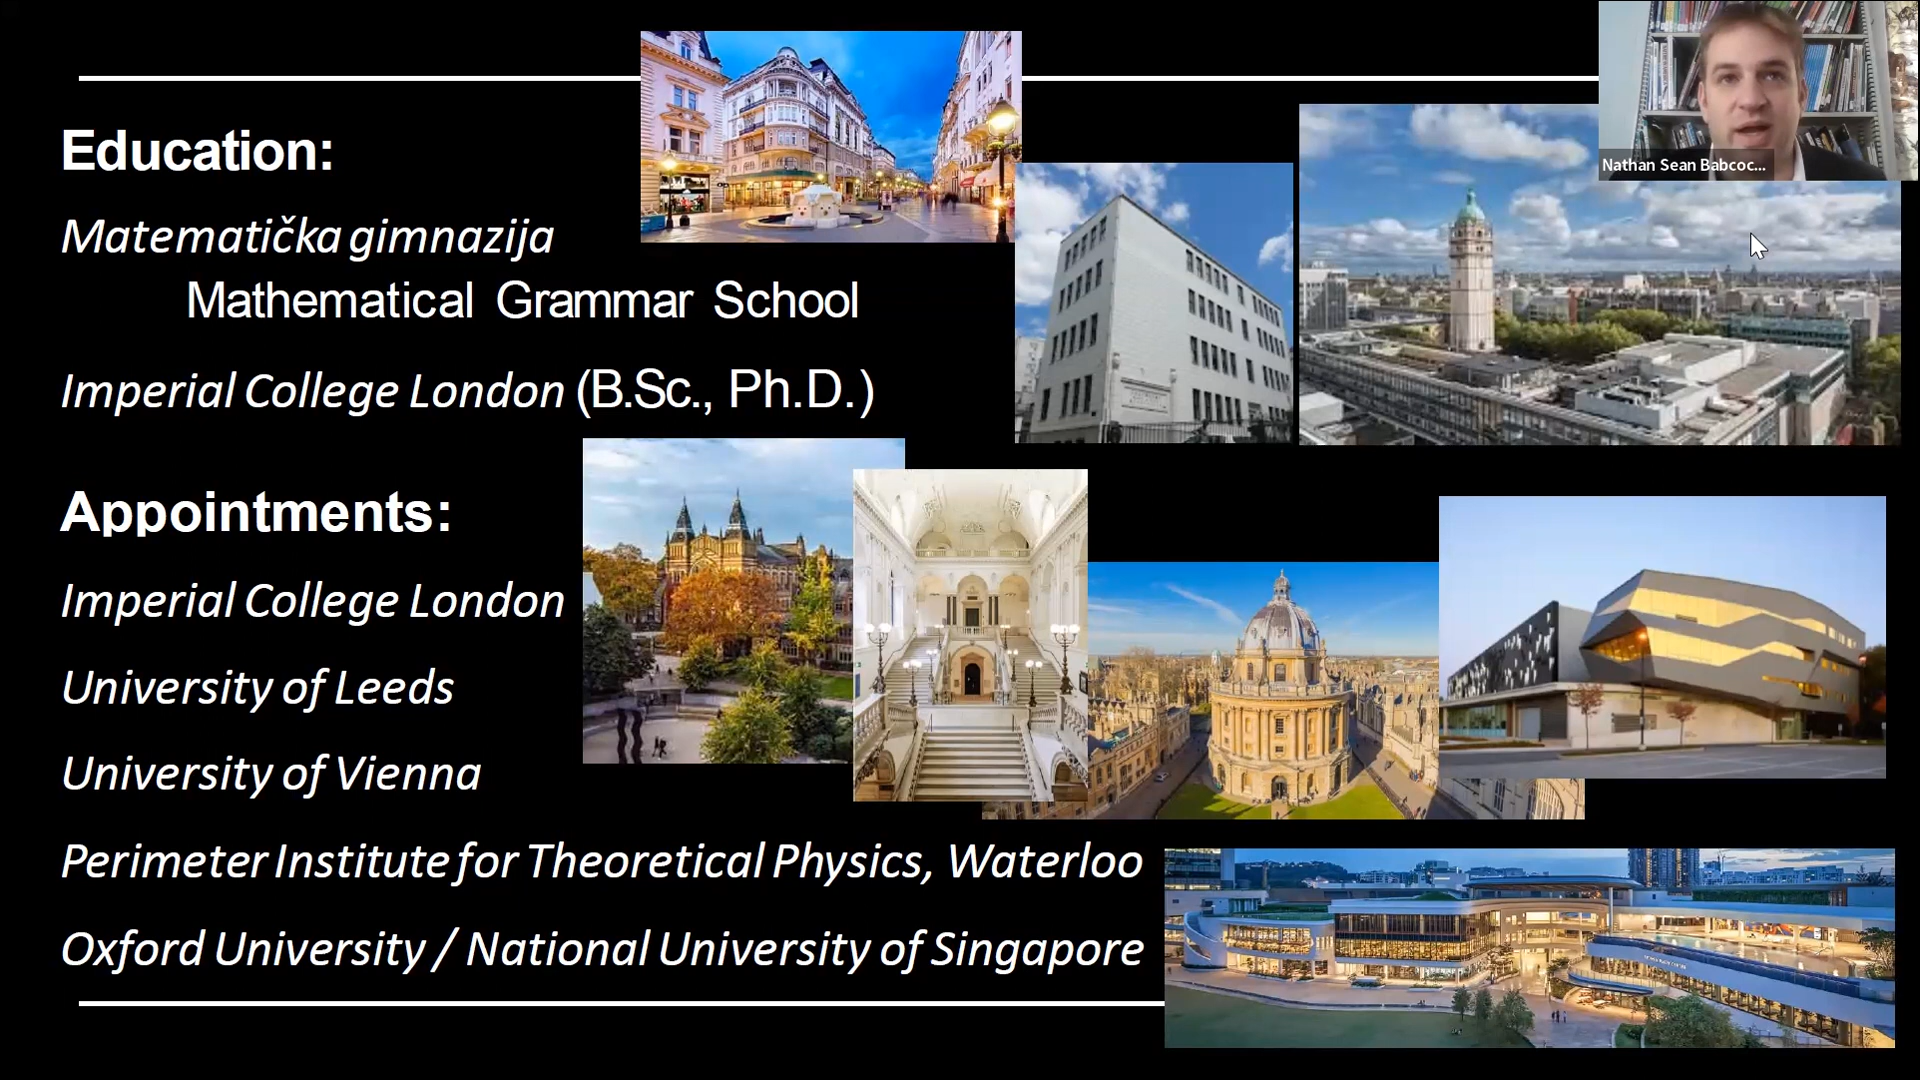 Education:
Matematička gimnazija
Mathematical Grammar School
Imperial College London (B.Sc., Ph.D.)
Appointments:
Imperial College London
University of Leeds
University of Vienna
Perimeter Institute for Theoretical Physics, Waterloo
Oxford University / National University of Singapore
Nathan Sean Babcoc...